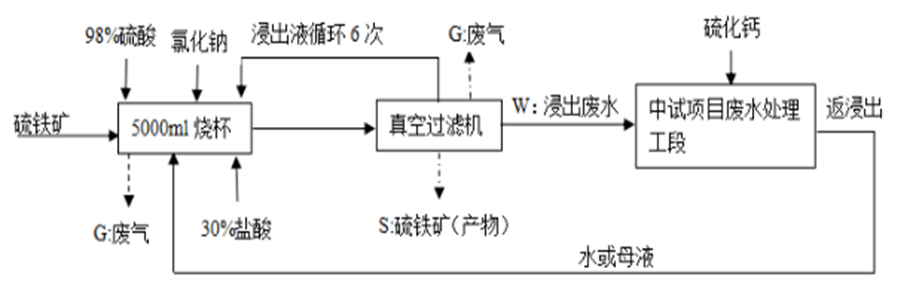 98%硫酸
氯化钠
浸出液循环6次
G:废气
硫化钙
硫铁矿
5000ml 烧杯
真空过滤机
W：浸出废水
中试项目废水处理
工段
返浸出
G:废气
30%盐酸
S:硫铁矿（产物）
水或母液